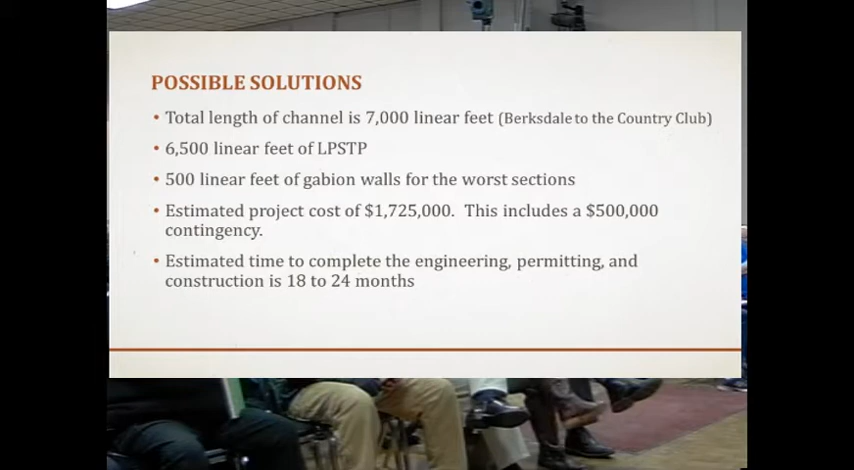 POSSIBLE SOLUTIONS
• Total length of channel is 7,000 linear feet (Berksdale to the Country Club)
• 6,500 linear feet of LPSTP
• 500 linear feet of gabion walls for the worst sections
• Estimated project cost of $1,725,000.  This includes a $500,000
contingency.
• Estimated time to complete the engineering, permitting, and
construction is 18 to 24 months